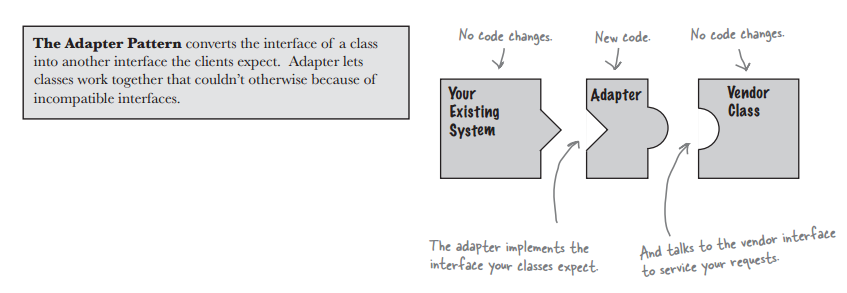 The Adapter Pattern converts the interface of a class
into another interface the clients expect. Adapter lets
classes work together that couldn't otherwise because of
incompatible interfaces.
No code changes.
New code.
No code changes.
Your
Existing
System
Adapter
Vendor
Class
The adapter implements the
interface your classes expect.
And talks to the vendor interface
to service your requests.